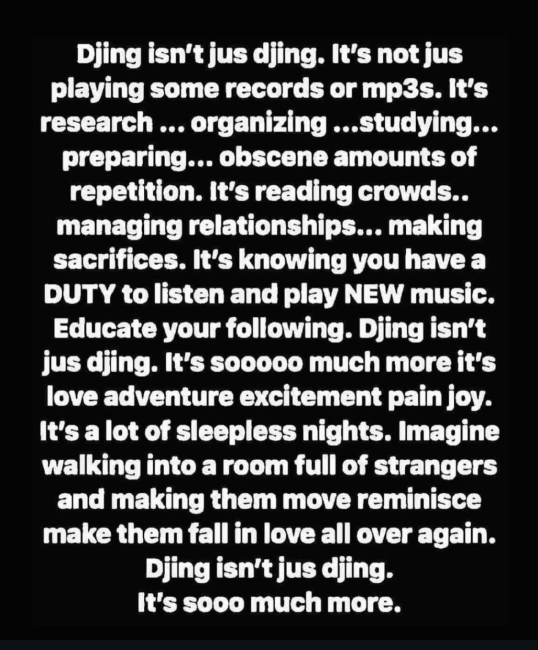 Djing isn't jus djing. It's not jus
playing some records or mp3s. It's
research ... organizing ...studying...
preparing... obscene amounts of
repetition. It's reading crowds..
managing relationships... making
sacrifices. It's knowing you have a
DUTY to listen and play NEW music.
Educate your following. Djing isn't
jus djing. It's sooooo much more it's
love adventure excitement pain joy.
It's a lot of sleepless nights. Imagine
walking into a room full of strangers
and making them move reminisce
make them fall in love all over again.
Djing isn't jus djing.
It's sooo much more.